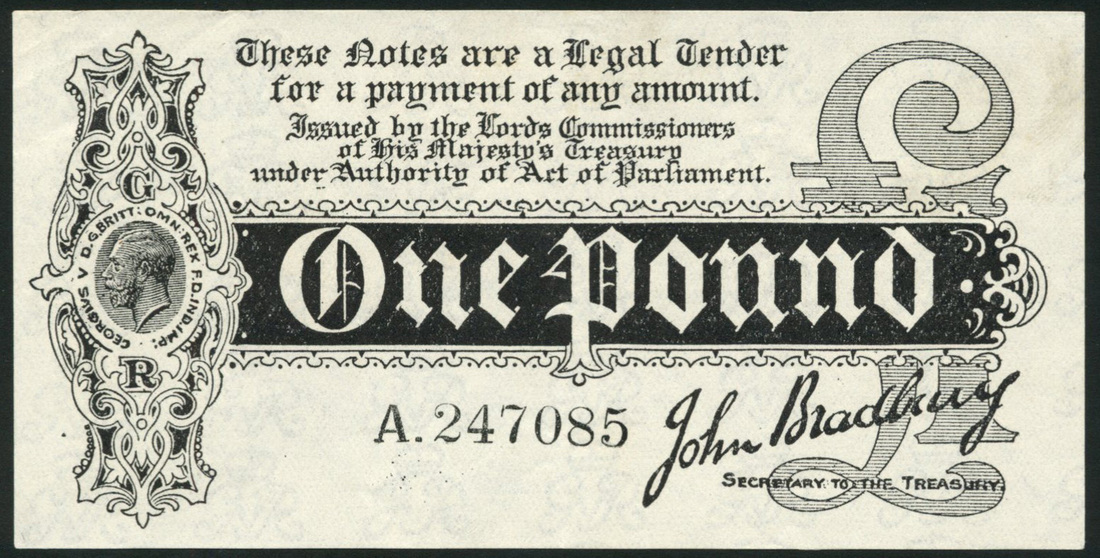 These Notes are a Legal Tender
for a payment of any amount.
Issued by the Lords Commissioners
of His Majesty's Treasury
under Authority of Act of Parliament.
£
G
GEORGIVS V D.G.BRITT:OMN:REX F.D.IND:IMP:
R
One Pound
£1
A.247085
John Bradbury
SECRETARY TO THE TREASURY.